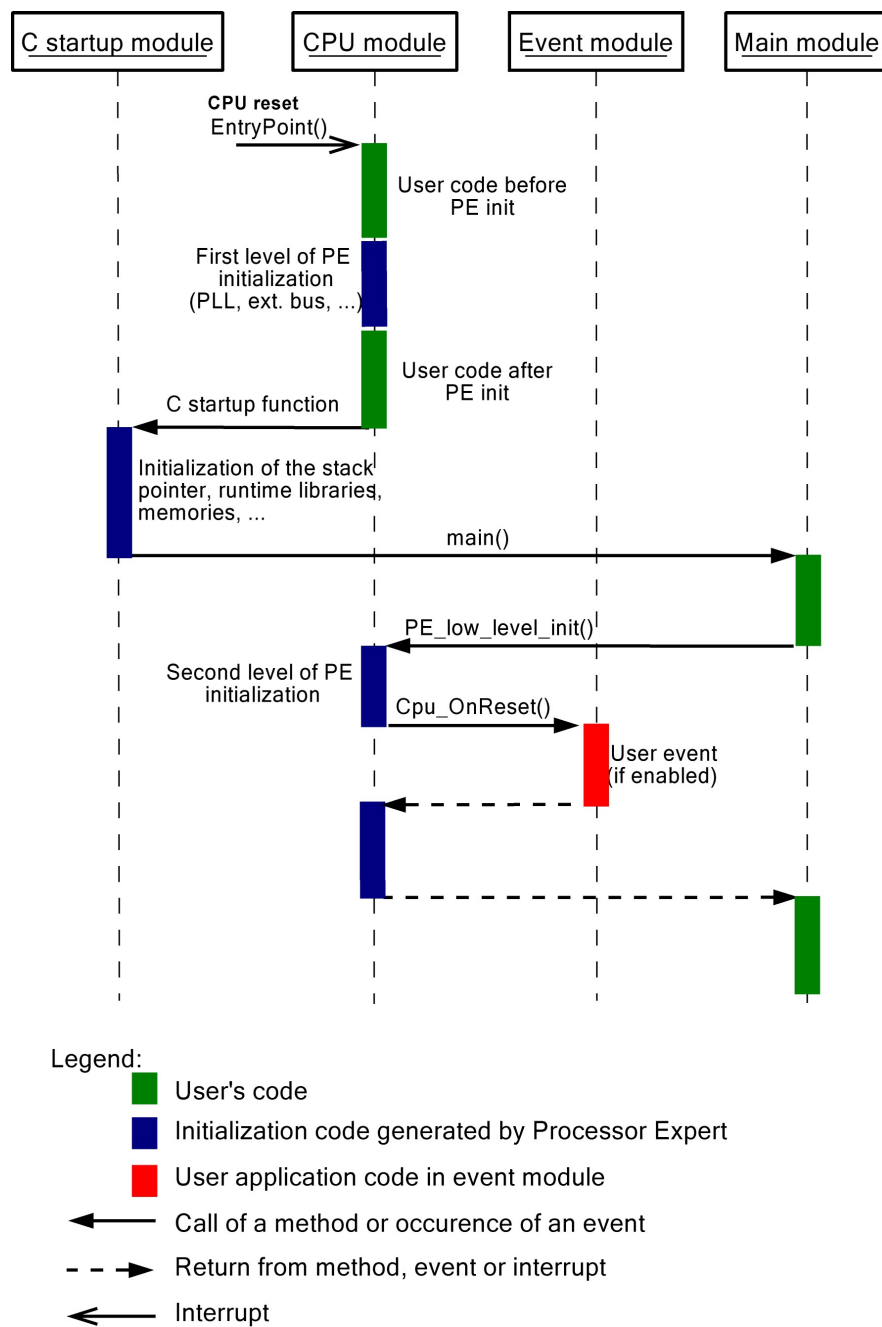 C startup module
CPU module
Event module
Main module
CPU reset
EntryPoint()
User code before
PE init
First level of PE
initialization
(PLL, ext. bus, ...)
User code after
PE init
C startup function
Initialization of the stack
pointer, runtime libraries,
memories, ...
main()
PE_low_level_init()
Second level of PE
initialization
Cpu_OnReset()
User event
(if enabled)
Legend:
User's code
Initialization code generated by Processor Expert
User application code in event module
Call of a method or occurence of an event
Return from method, event or interrupt
Interrupt